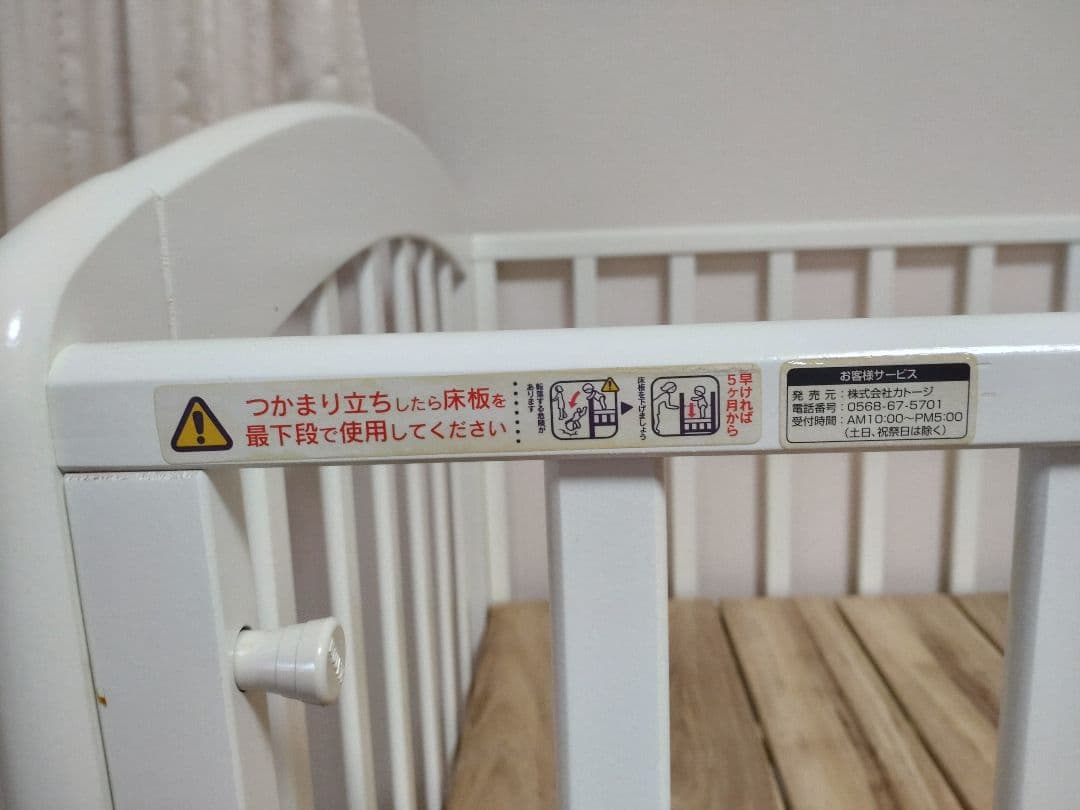 つかまり立ちしたら床板を
最下段で使用してください
転落する危険が
あります
床板を下げましょう
早ければ
5ヶ月から
お客様サービス
発売元：株式会社カトージ
電話番号：0568-67-5701
受付時間：AM10:00〜PM5:00
（土日、祝祭日は除く）